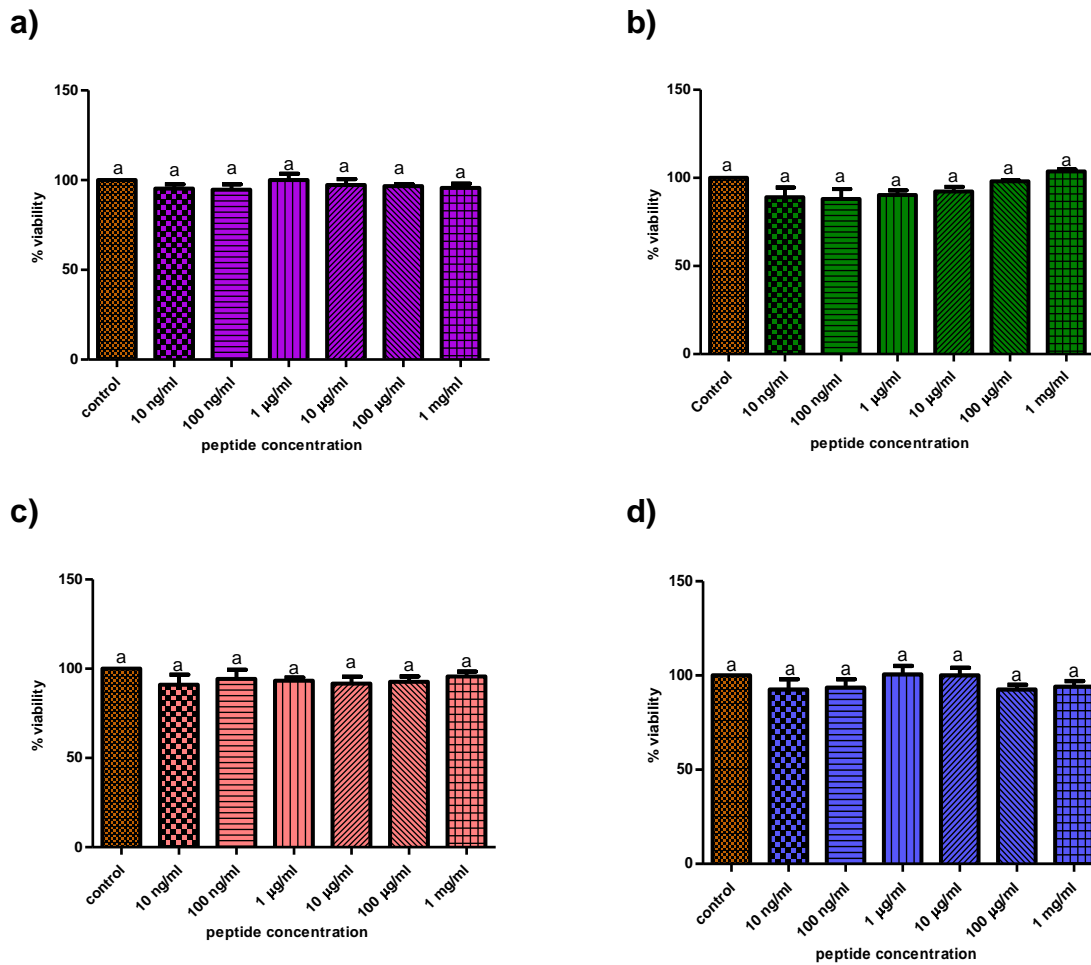 a)
150
100
50
0
% viability
a a a a a a a
control 10 ng/ml 100 ng/ml 1 µg/ml 10 µg/ml 100 µg/ml 1 mg/ml
peptide concentration
b)
150
100
50
0
% viability
a a a a a a a
Control 10 ng/ml 100 ng/ml 1 µg/ml 10 µg/ml 100 µg/ml 1 mg/ml
peptide concentration
c)
150
100
50
0
% viability
a a a a a a a
control 10 ng/ml 100 ng/ml 1 µg/ml 10 µg/ml 100 µg/ml 1 mg/ml
peptide concentration
d)
150
100
50
0
% viability
a a a a a a a
control 10 ng/ml 100 ng/ml 1 µg/ml 10 µg/ml 100 µg/ml 1 mg/ml
peptide concentration